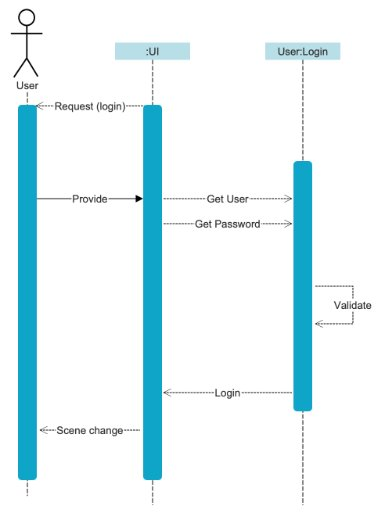 :UI
User:Login
User
Request (login)
Provide
Get User
Get Password
Validate
Login
Scene change